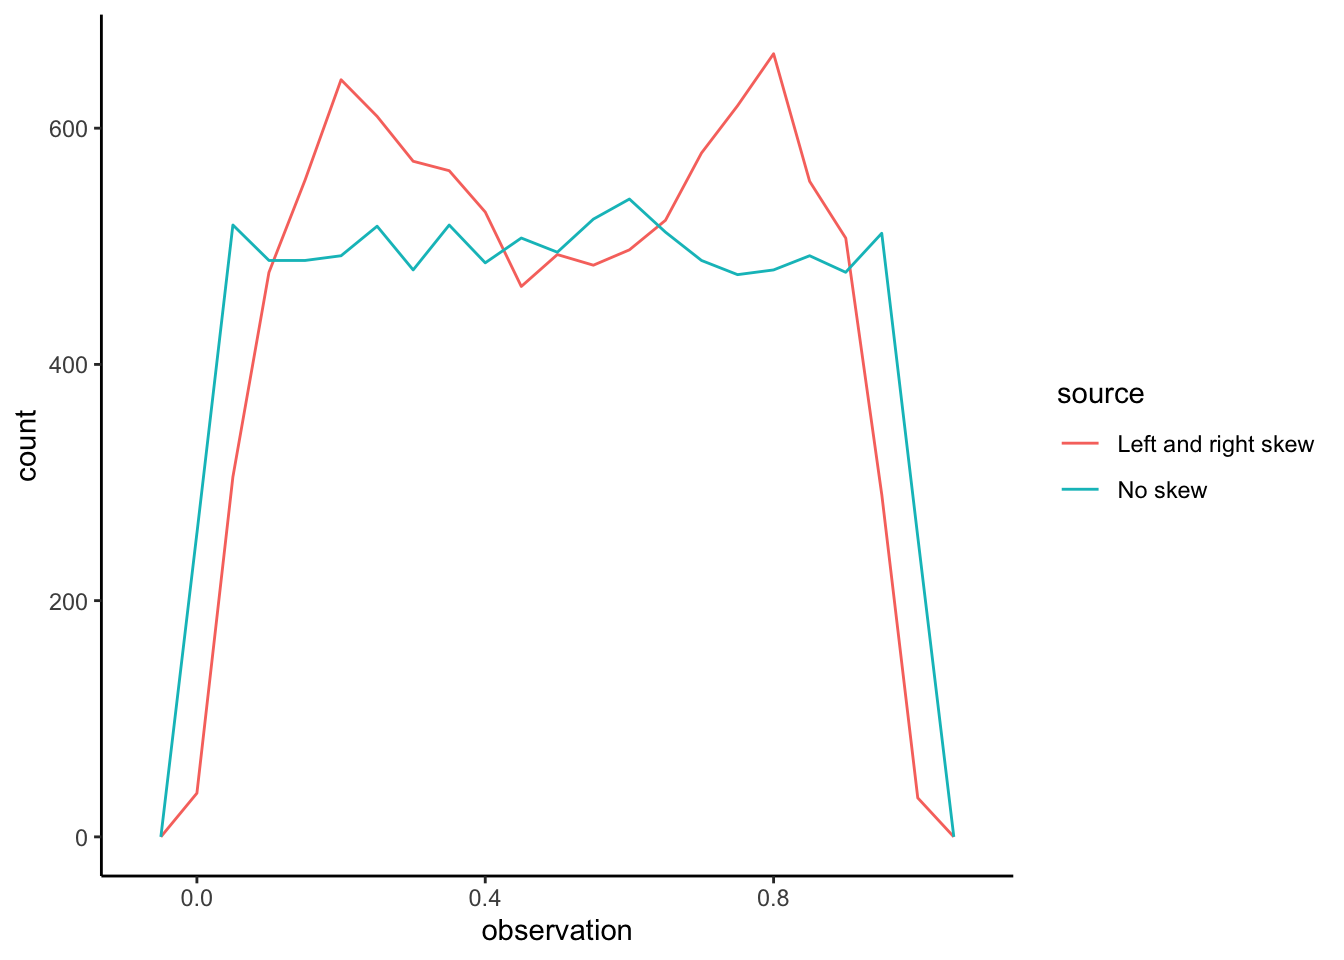 600
400
200
0
count
0.0 0.4 0.8
observation
source
Left and right skew
No skew